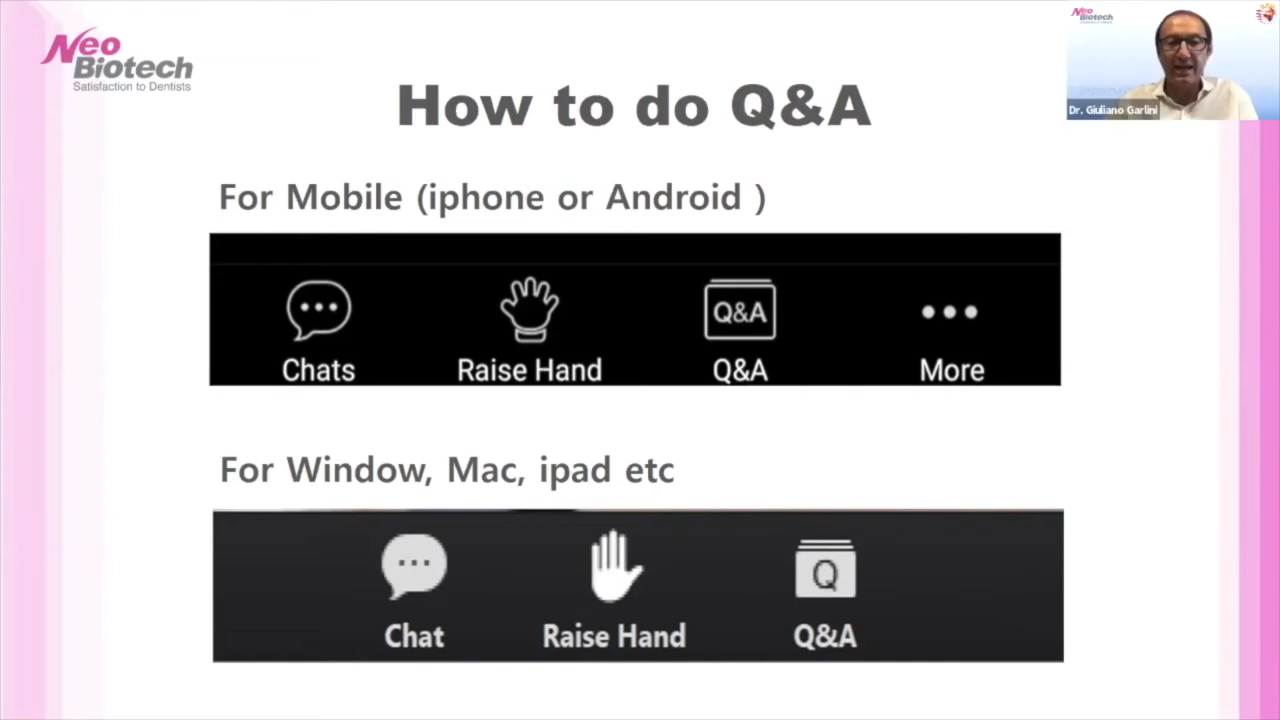 Neo
Biotech
Satisfaction to Dentists
Neo
Biotech
Dr. Giuliano Garlini
How to do Q&A
For Mobile (iphone or Android )
Q&A
Chats
Raise Hand
Q&A
More
For Window, Mac, ipad etc
Q
Chat
Raise Hand
Q&A